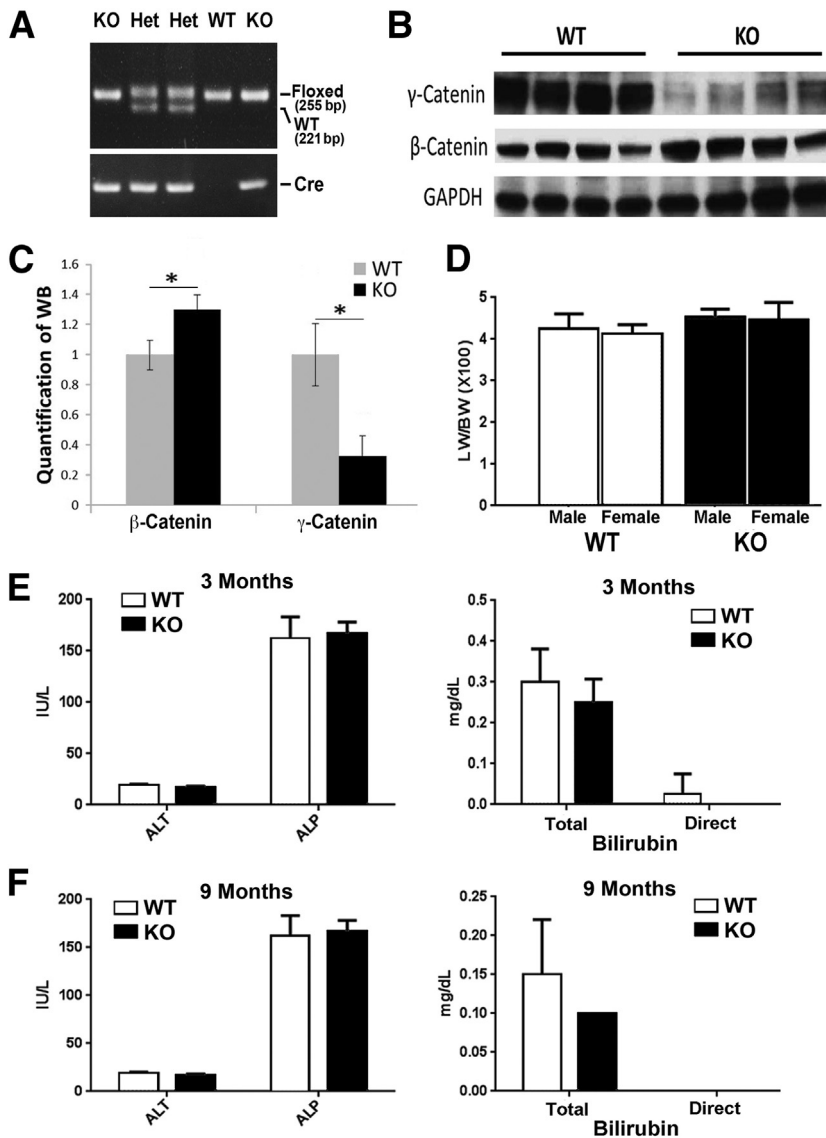 A
KO Het Het WT KO
Floxed
(255 bp)
WT
(221 bp)
Cre
B
WT KO
γ-Catenin
β-Catenin
GAPDH
C
Quantification of WB
1.6
1.4
1.2
1
0.8
0.6
0.4
0.2
0
* *
WT
KO
β-Catenin γ-Catenin
D
LW/BW (X100)
5
4
3
2
1
0
Male Female Male Female
WT KO
E
3 Months
WT
KO
IU/L
200
150
100
50
0
ALT ALP
3 Months
WT
KO
mg/dL
0.5
0.4
0.3
0.2
0.1
0.0
Total Direct
Bilirubin
F
9 Months
WT
KO
IU/L
200
150
100
50
0
ALT ALP
9 Months
WT
KO
mg/dL
0.25
0.20
0.15
0.10
0.05
0.00
Total Direct
Bilirubin